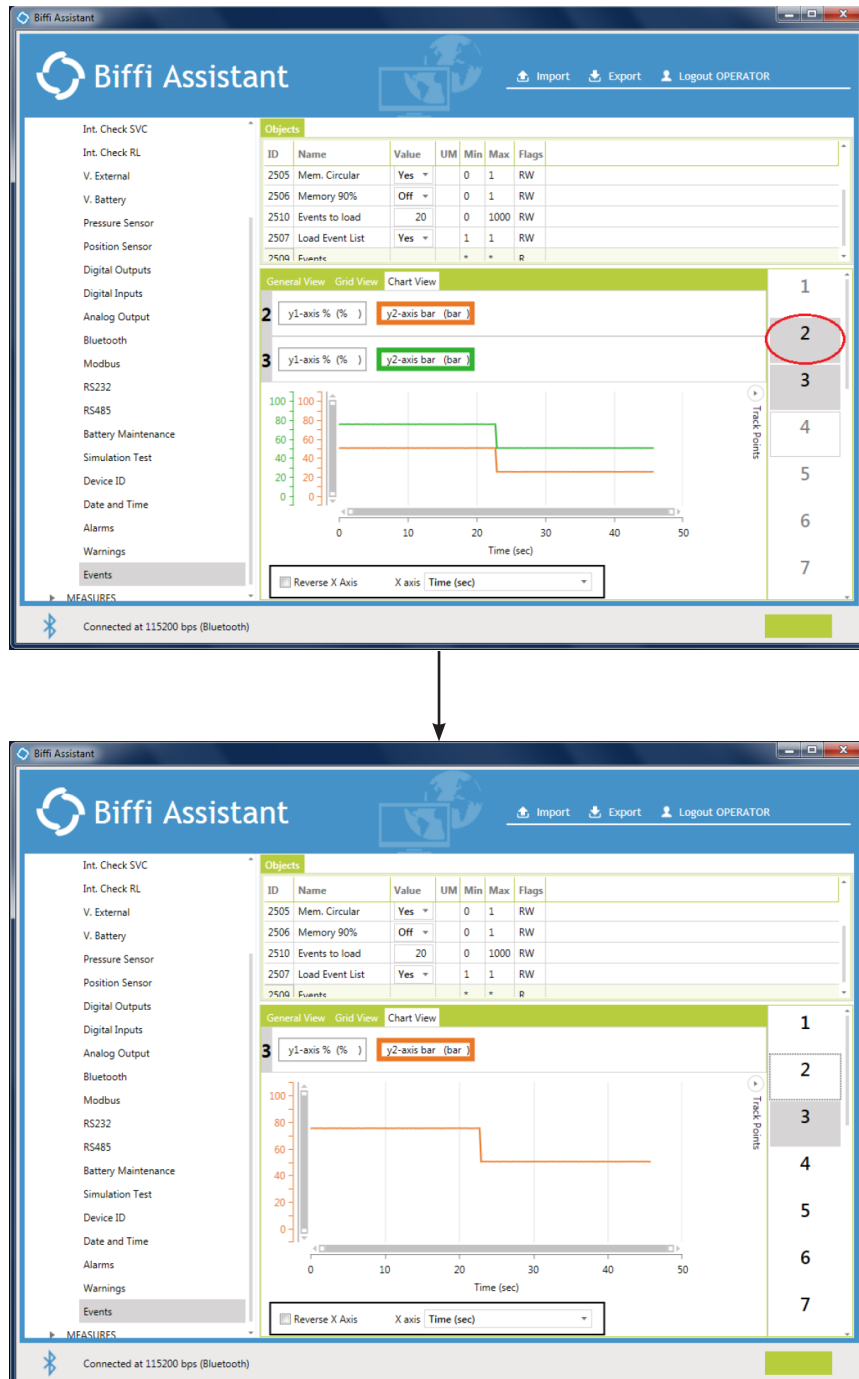 Biffi Assistant
Biffi Assistant
Import Export Logout OPERATOR
Int. Check SVC
Int. Check RL
V. External
V. Battery
Pressure Sensor
Position Sensor
Digital Outputs
Digital Inputs
Analog Output
Bluetooth
Modbus
RS232
RS485
Battery Maintenance
Simulation Test
Device ID
Date and Time
Alarms
Warnings
Events
MEASURES
Objects
ID Name Value UM Min Max Flags
2505 Mem. Circular Yes 0 1 RW
2506 Memory 90% Off 0 1 RW
2510 Events to load 20 0 1000 RW
2507 Load Event List Yes 1 1 RW
2509 Events * * R
General View Grid View Chart View
2 y1-axis % (% ) y2-axis bar (bar )
3 y1-axis % (% ) y2-axis bar (bar )
100 100
80 80
60 60
40 40
20 20
0 0
0 10 20 30 40 50
Time (sec)
Track Points
Reverse X Axis X axis Time (sec)
1
2
3
4
5
6
7
Connected at 115200 bps (Bluetooth)
Biffi Assistant
Biffi Assistant
Import Export Logout OPERATOR
Int. Check SVC
Int. Check RL
V. External
V. Battery
Pressure Sensor
Position Sensor
Digital Outputs
Digital Inputs
Analog Output
Bluetooth
Modbus
RS232
RS485
Battery Maintenance
Simulation Test
Device ID
Date and Time
Alarms
Warnings
Events
MEASURES
Objects
ID Name Value UM Min Max Flags
2505 Mem. Circular Yes 0 1 RW
2506 Memory 90% Off 0 1 RW
2510 Events to load 20 0 1000 RW
2507 Load Event List Yes 1 1 RW
2509 Events * * R
General View Grid View Chart View
3 y1-axis % (% ) y2-axis bar (bar )
100
80
60
40
20
0
0 10 20 30 40 50
Time (sec)
Track Points
Reverse X Axis X axis Time (sec)
1
2
3
4
5
6
7
Connected at 115200 bps (Bluetooth)